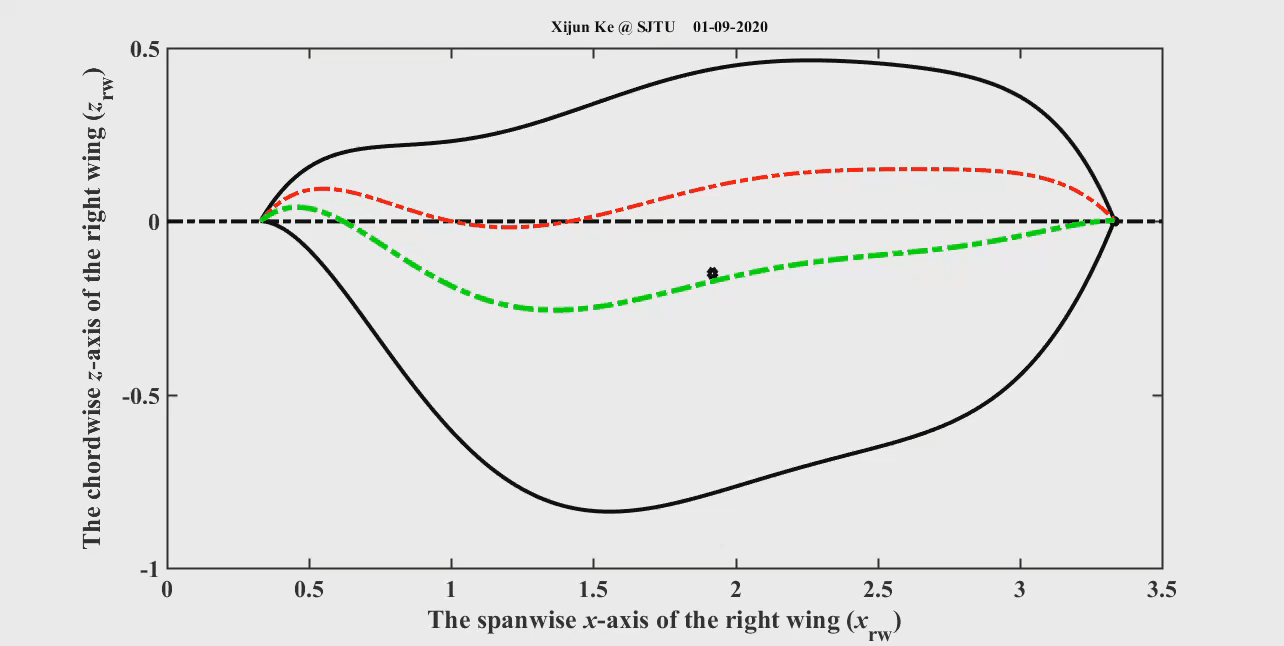 Xijun Ke @ SJTU 01-09-2020
The chordwise z-axis of the right wing (z_rw)
0.5
0
-0.5
-1
0 0.5 1 1.5 2 2.5 3 3.5
The spanwise x-axis of the right wing (x_rw)